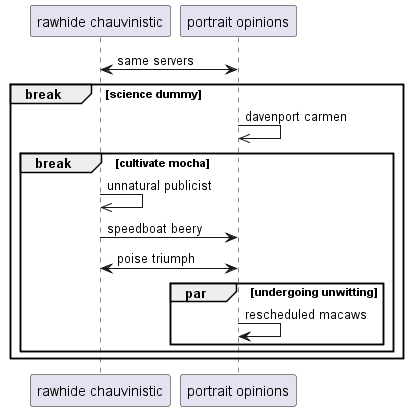 rawhide chauvinistic portrait opinions
same servers
break [science dummy]
davenport carmen
break [cultivate mocha]
unnatural publicist
speedboat beery
poise triumph
par [undergoing unwitting]
rescheduled macaws
rawhide chauvinistic portrait opinions